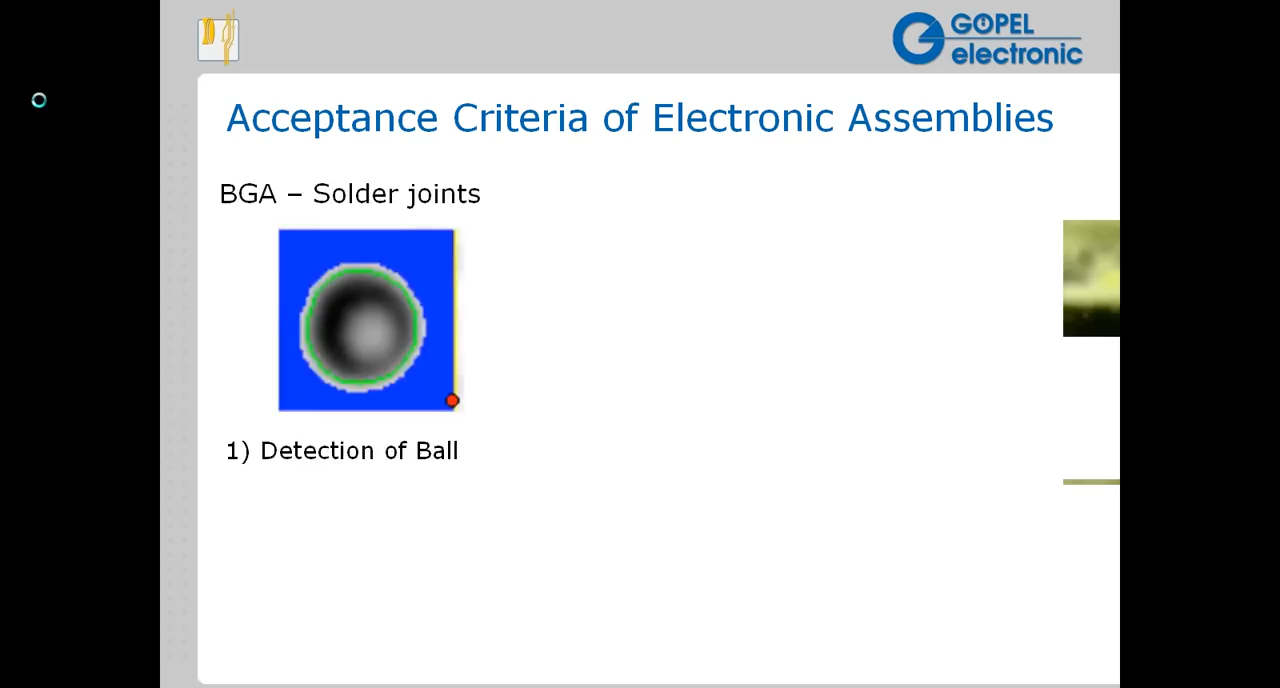 GÖPEL
electronic
Acceptance Criteria of Electronic Assemblies
BGA – Solder joints
1) Detection of Ball